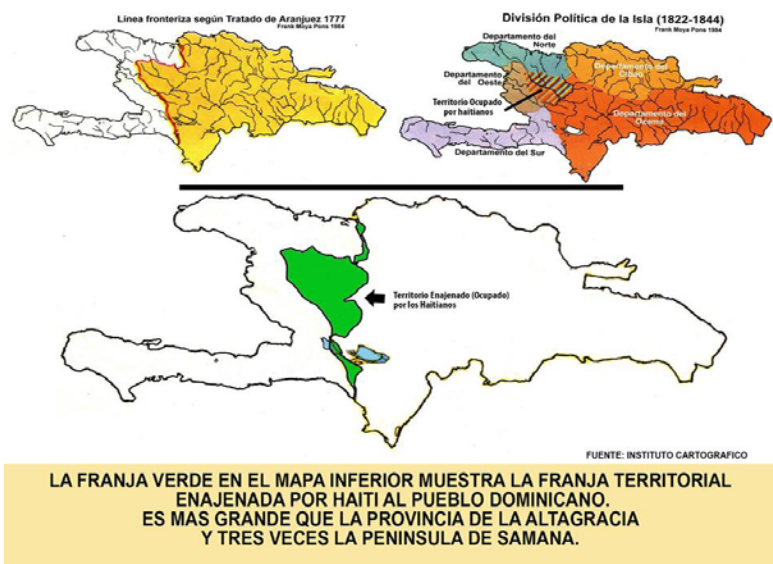 Línea fronteriza según Tratado de Aranjuez 1777
Frank Moya Pons 1984
División Política de la Isla (1822-1844)
Frank Moya Pons 1984
Departamento del
Norte
Departamento
del Oeste
Departamento del
Cibao
Territorio Ocupado
por haitianos
Departamento del
Ozama
Departamento del Sur
Territorio Enajenado (Ocupado)
por los Haitianos
FUENTE: INSTITUTO CARTOGRAFICO
LA FRANJA VERDE EN EL MAPA INFERIOR MUESTRA LA FRANJA TERRITORIAL
ENAJENADA POR HAITI AL PUEBLO DOMINICANO.
ES MAS GRANDE QUE LA PROVINCIA DE LA ALTAGRACIA
Y TRES VECES LA PENINSULA DE SAMANA.